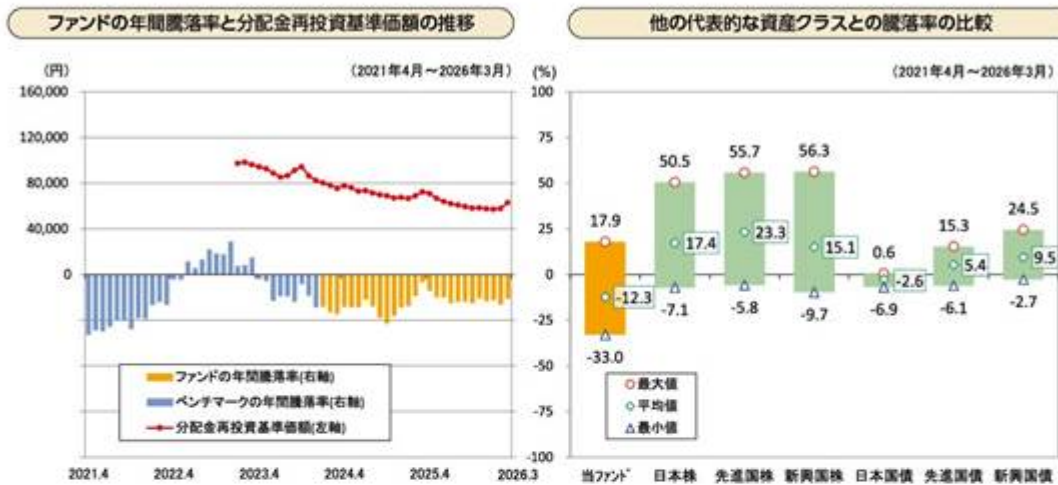 ファンドの年間騰落率と分配金再投資基準価額の推移
(円)
(2021年4月～2026年3月)
160,000
120,000
80,000
40,000
0
ファンドの年間騰落率(右軸)
ベンチマークの年間騰落率(右軸)
分配金再投資基準価額(左軸)
2021.4 2022.4 2023.4 2024.4 2025.4 2026.3
他の代表的な資産クラスとの騰落率の比較
(%)
(2021年4月～2026年3月)
100
75
50
25
0
-25
-50
-75
-100
17.9 50.5 55.7 56.3 0.6 15.3 24.5
-12.3 17.4 23.3 15.1 -2.6 5.4 9.5
-33.0 -7.1 -5.8 -9.7 -6.9 -6.1 -2.7
最大値
平均値
最小値
当ファンド 日本株 先進国株 新興国株 日本国債 先進国債 新興国債